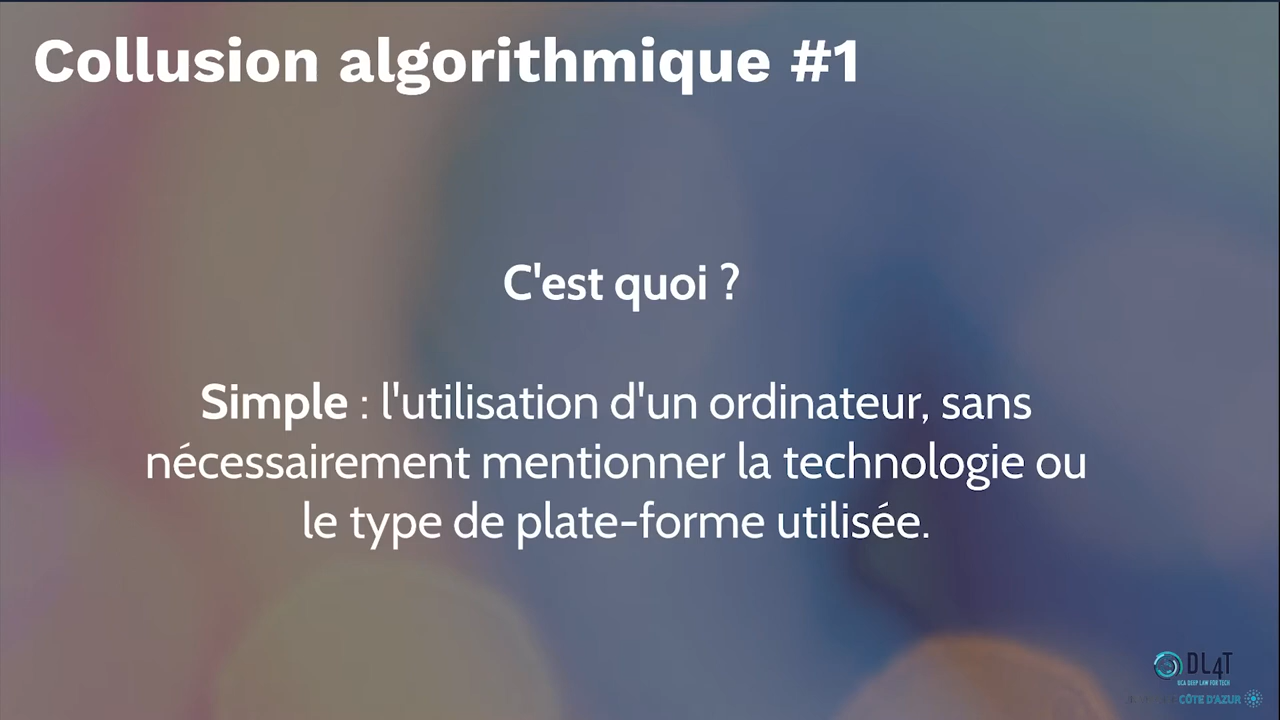 Collusion algorithmique #1
C'est quoi ?
Simple : l'utilisation d'un ordinateur, sans
nécessairement mentionner la technologie ou
le type de plate-forme utilisée.
DL4T
UCA DEEP LAW FOR TECH
CÔTE D'AZUR